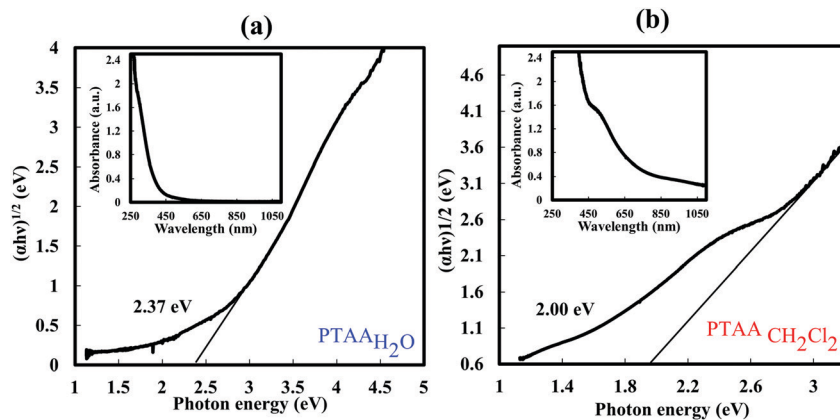 (a)
4
3.5
3
2.5
2
1.5
1
0.5
0
(αhv)1/2 (eV)
2.4
2
1.6
1.2
0.8
0.4
0
Absorbance (a.u.)
250 450 650 850 1050
Wavelength (nm)
2.37 eV
PTAAH2O
1 1.5 2 2.5 3 3.5 4 4.5 5
Photon energy (eV)
(b)
4.6
4.1
3.6
3.1
2.6
2.1
1.6
1.1
0.6
(αhv)1/2 (eV)
2.4
2
1.6
1.2
0.8
0.4
Absorbance (a.u.)
250 450 650 850 1100
Wavelength (nm)
2.00 eV
PTAA CH2Cl2
1 1.4 1.8 2.2 2.6 3
Photon energy (eV)